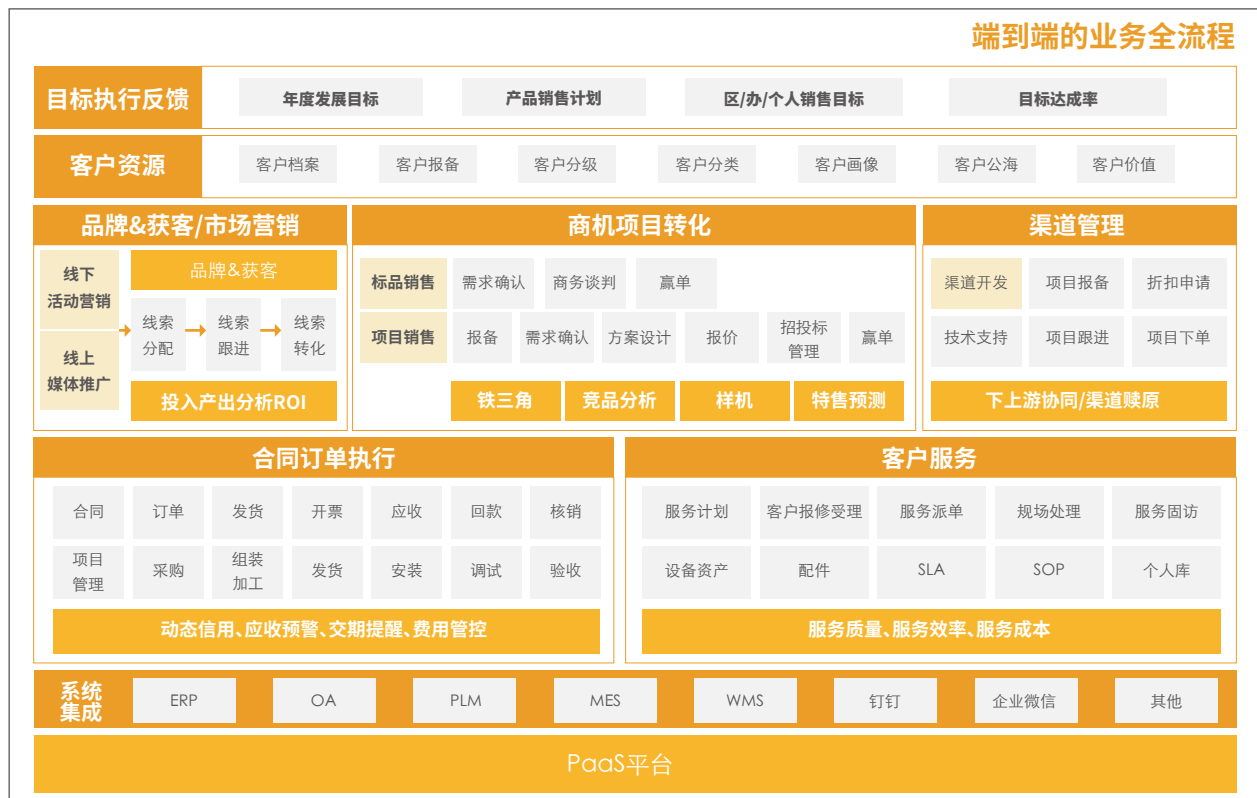 端到端的业务全流程
目标执行反馈
年度发展目标
产品销售计划
区/办/个人销售目标
目标达成率
客户资源
客户档案
客户报备
客户分级
客户分类
客户画像
客户公海
客户价值
品牌&获客/市场营销
线下
活动营销
线上
媒体推广
品牌&获客
线索
分配
线索
跟进
线索
转化
投入产出分析ROI
商机项目转化
标品销售
需求确认
商务谈判
赢单
项目销售
报备
需求确认
方案设计
报价
招投标
管理
赢单
铁三角
竞品分析
样机
特售预测
渠道管理
渠道开发
项目报备
折扣申请
技术支持
项目跟进
项目下单
下上游协同/渠道赎原
合同订单执行
合同
订单
发货
开票
应收
回款
核销
项目
管理
采购
组装
加工
发货
安装
调试
验收
动态信用、应收预警、交期提醒、费用管控
客户服务
服务计划
客户报修受理
服务派单
规场处理
服务固访
设备资产
配件
SLA
SOP
个人库
服务质量、服务效率、服务成本
系统
集成
ERP
OA
PLM
MES
WMS
钉钉
企业微信
其他
PaaS平台